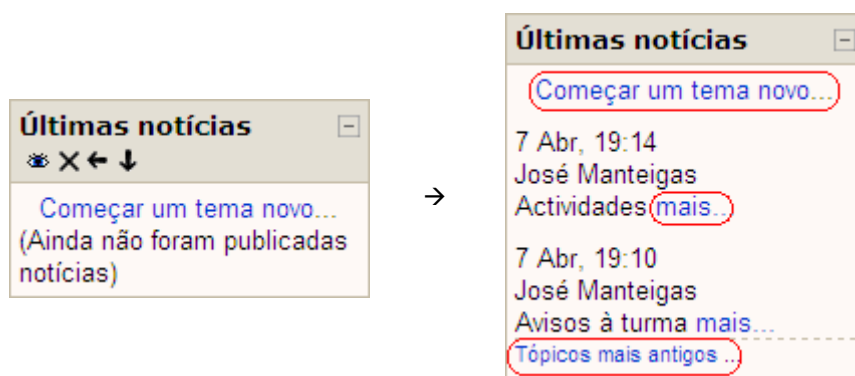 Últimas notícias
Começar um tema novo...
(Ainda não foram publicadas
notícias)
→
Últimas notícias
Começar um tema novo...
7 Abr, 19:14
José Manteigas
Actividades mais...
7 Abr, 19:10
José Manteigas
Avisos à turma mais...
Tópicos mais antigos ...